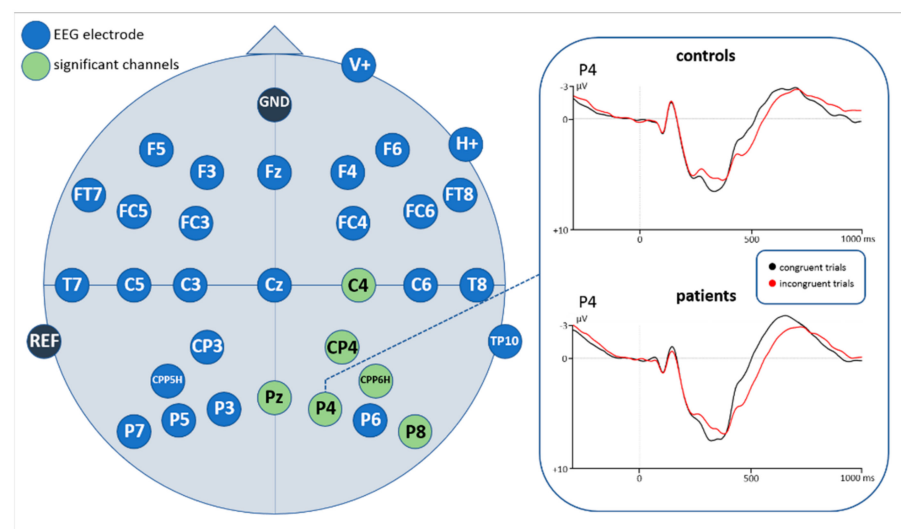 EEG electrode
significant channels
V+
GND
H+
F5
F3
Fz
F4
F6
FT7
FC5
FC3
FC4
FC6
FT8
T7
C5
C3
Cz
C4
C6
T8
REF
CP3
CP4
TP10
CPP5H
CPP6H
P7
P5
P3
Pz
P4
P6
P8
controls
P4
-3
µV
0
+10
0
500
1000 ms
congruent trials
incongruent trials
patients
P4
-3
µV
0
+10
0
500
1000 ms